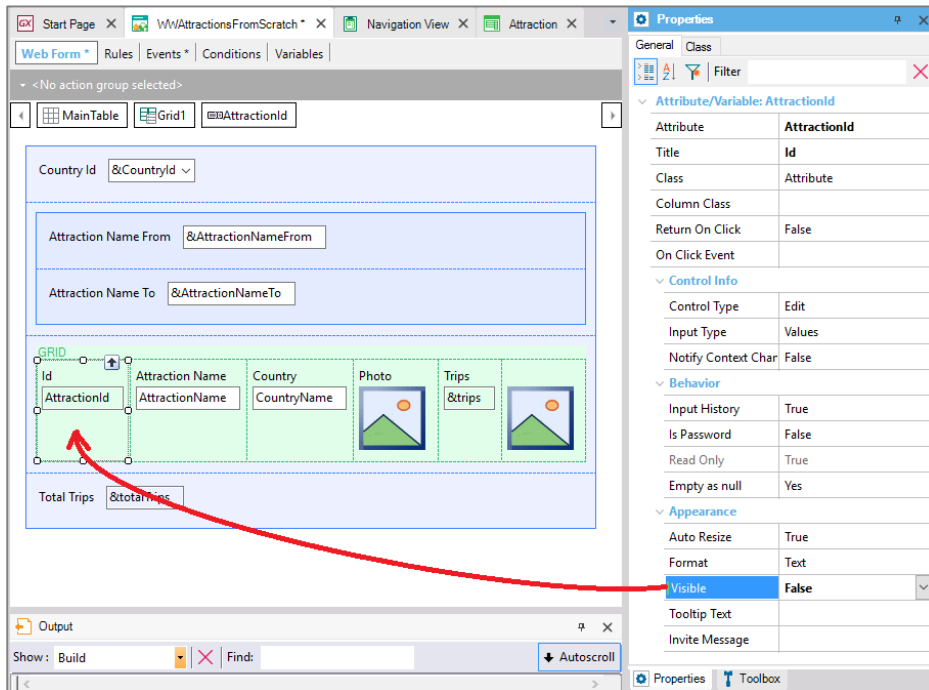 GX Start Page WWAttractionsFromScratch * Navigation View Attraction
Web Form * Rules Events * Conditions Variables
<No action group selected>
MainTable Grid1 AttractionId
Country Id &CountryId
Attraction Name From &AttractionNameFrom
Attraction Name To &AttractionNameTo
GRID
Id Attraction Name Country Photo Trips
AttractionId AttractionName CountryName &trips
Total Trips &totalTrips
Output
Show: Build Find: Autoscroll
Properties
General Class
Filter
Attribute/Variable: AttractionId
Attribute AttractionId
Title Id
Class Attribute
Column Class
Return On Click False
On Click Event
Control Info
Control Type Edit
Input Type Values
Notify Context Char False
Behavior
Input History True
Is Password False
Read Only True
Empty as null Yes
Appearance
Auto Resize True
Format Text
Visible False
Tooltip Text
Invite Message
Properties Toolbox